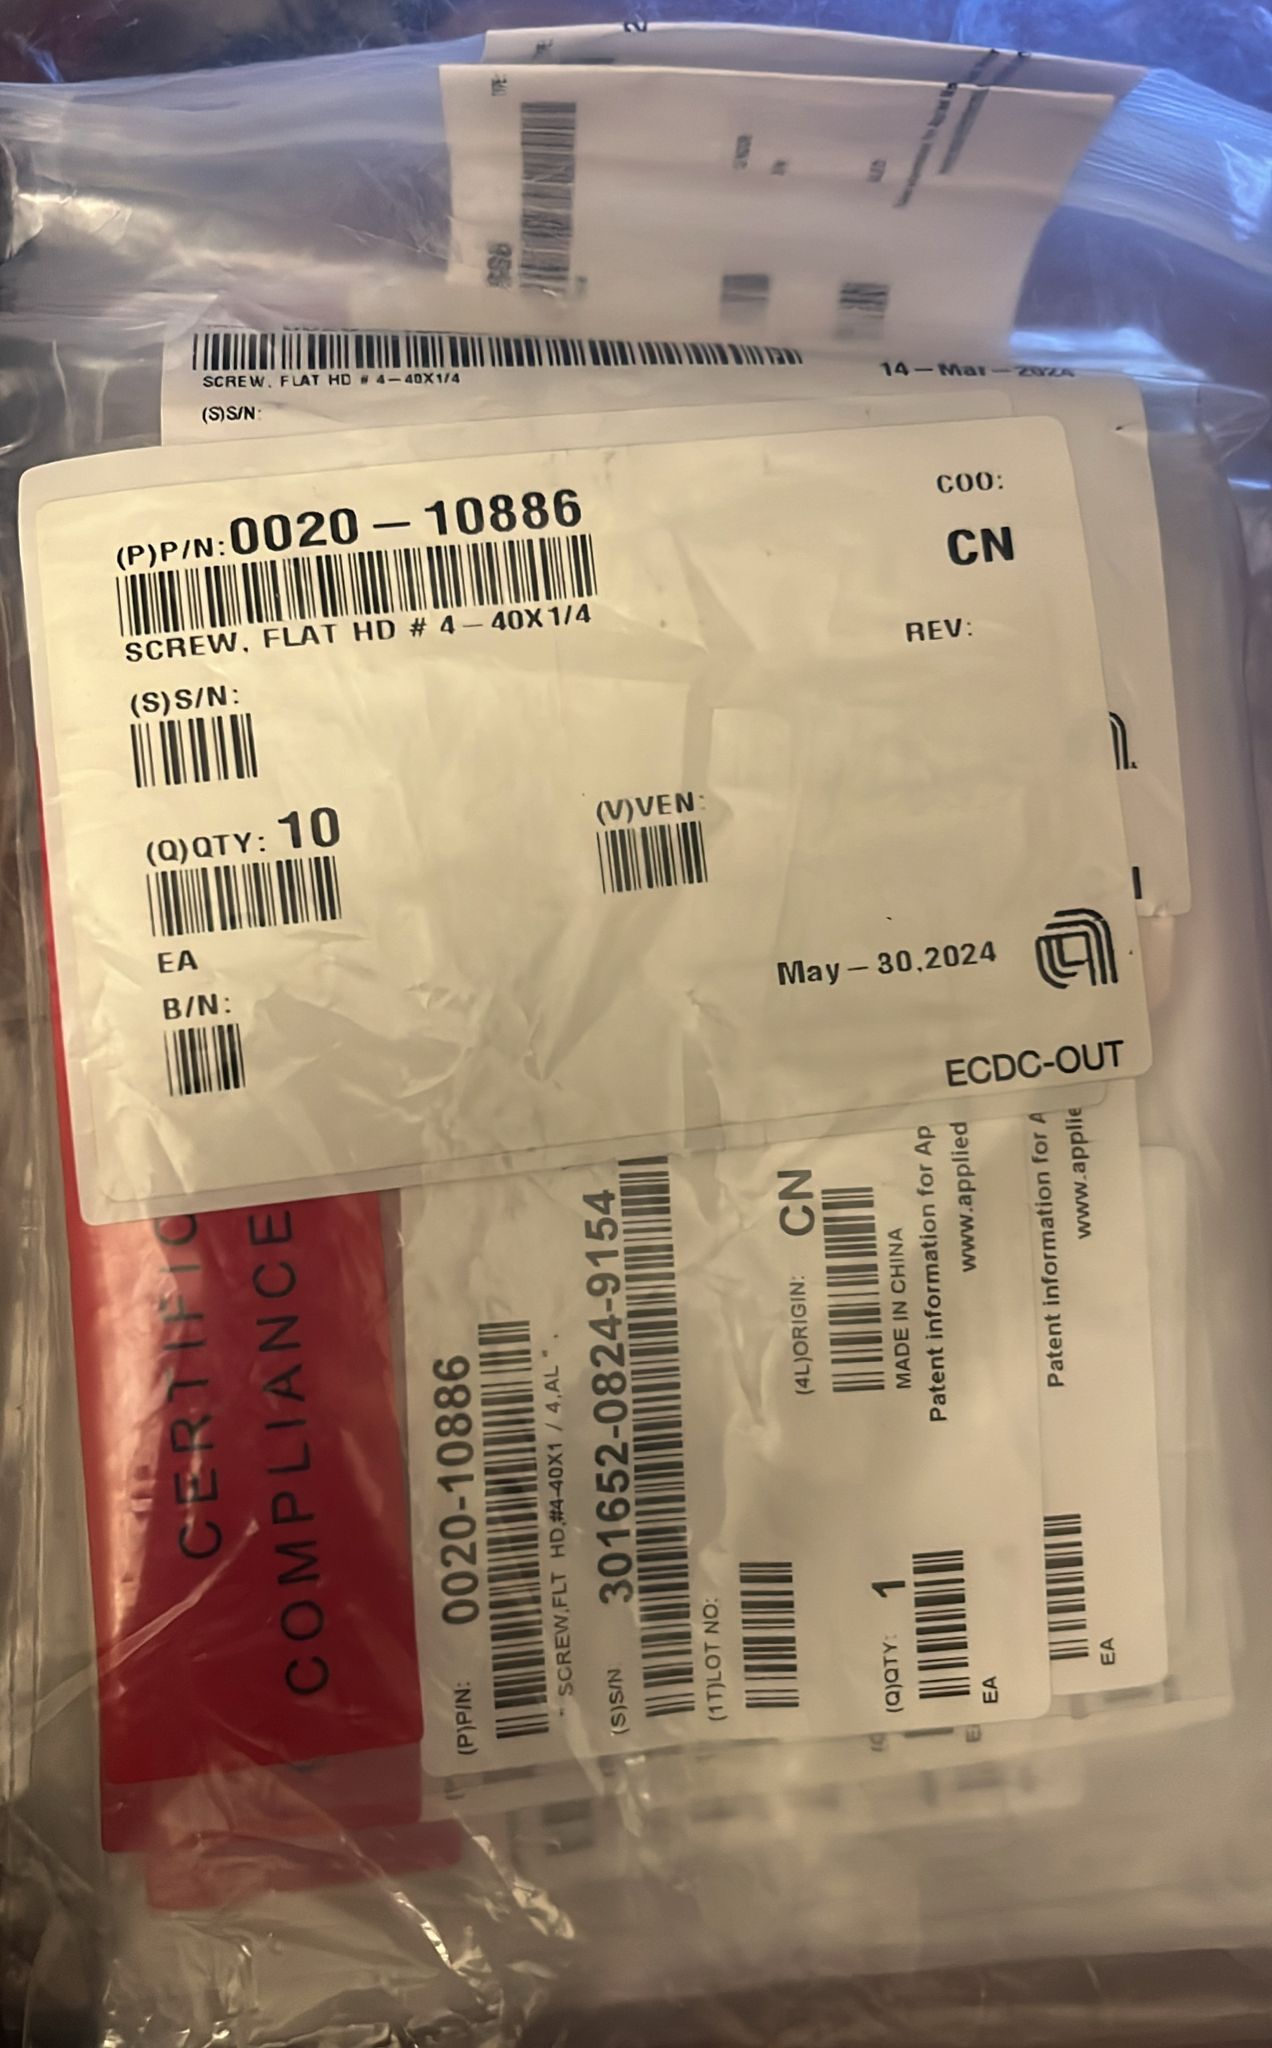 SCREW, FLAT HD # 4-40X1/4
14-Mar-2024
(S)S/N:
(P)P/N: 0020-10886
COO:
CN
SCREW, FLAT HD # 4-40X1/4
REV:
(S)S/N:
(Q)QTY: 10
(V)VEN:
EA
May-30,2024
B/N:
ECDC-OUT
COMPLIANCE
(P)P/N: 0020-10886
" SCREW,FLT HD,#4-40X1 / 4,AL " .
(S)S/N 301652-0824-9154
(1T)LOT NO:
(4L)ORIGIN: CN
MADE IN CHINA
(Q)QTY: 1
EA
Patent information for Ap
www.applied
Patent information for A
www.applie
EA